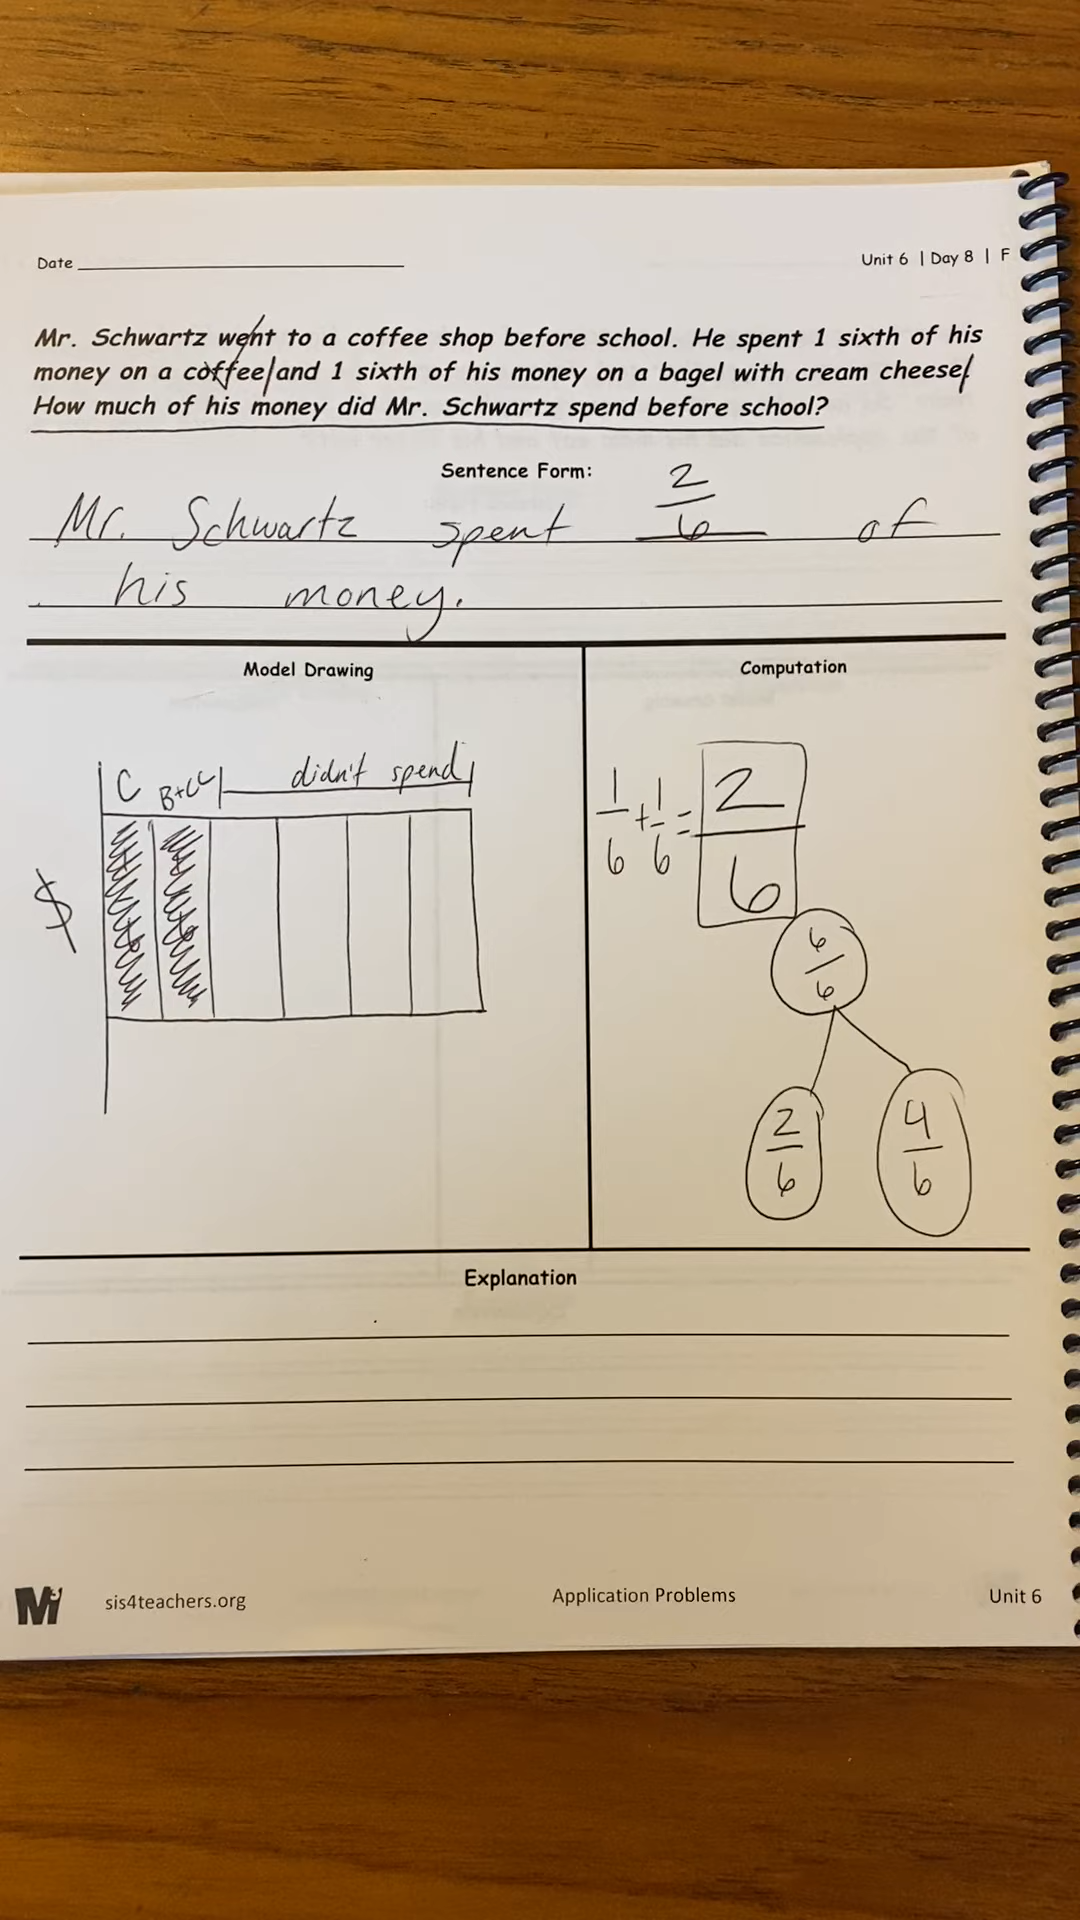 Date
Unit 6 | Day 8 | F
Mr. Schwartz went to a coffee shop before school. He spent 1 sixth of his
money on a coffee and 1 sixth of his money on a bagel with cream cheese.
How much of his money did Mr. Schwartz spend before school?
Sentence Form:
Mr. Schwartz spent 2/6 of
his money.
Model Drawing
Computation
C B+CC didn't spend
$
1/6 + 1/6 = 2/6
6/6
2/6 4/6
Explanation
Mi sis4teachers.org
Application Problems
Unit 6